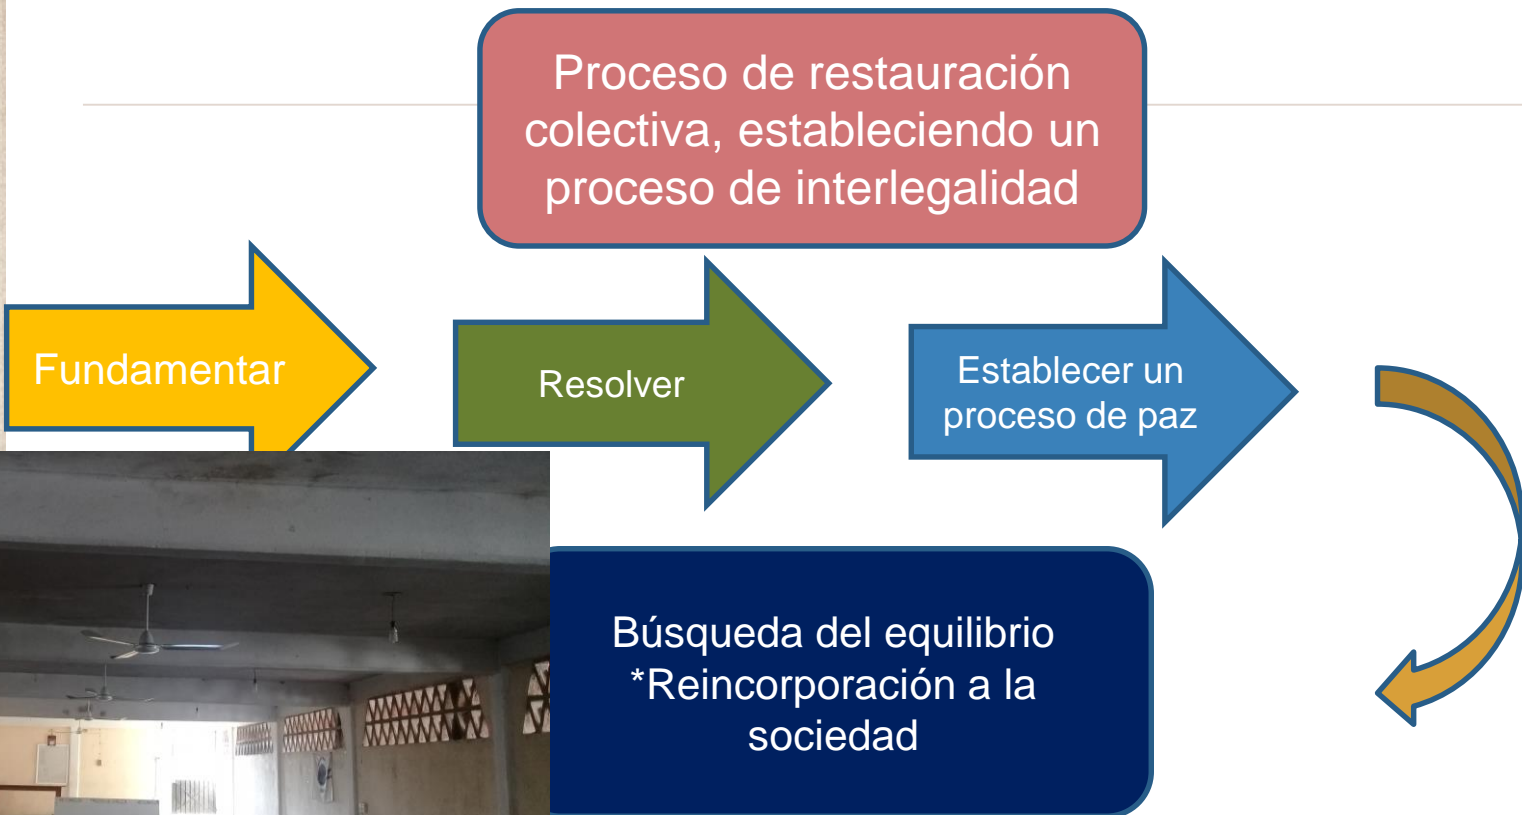 Proceso de restauración
colectiva, estableciendo un
proceso de interlegalidad
Fundamentar
Resolver
Establecer un
proceso de paz
Búsqueda del equilibrio
*Reincorporación a la
sociedad